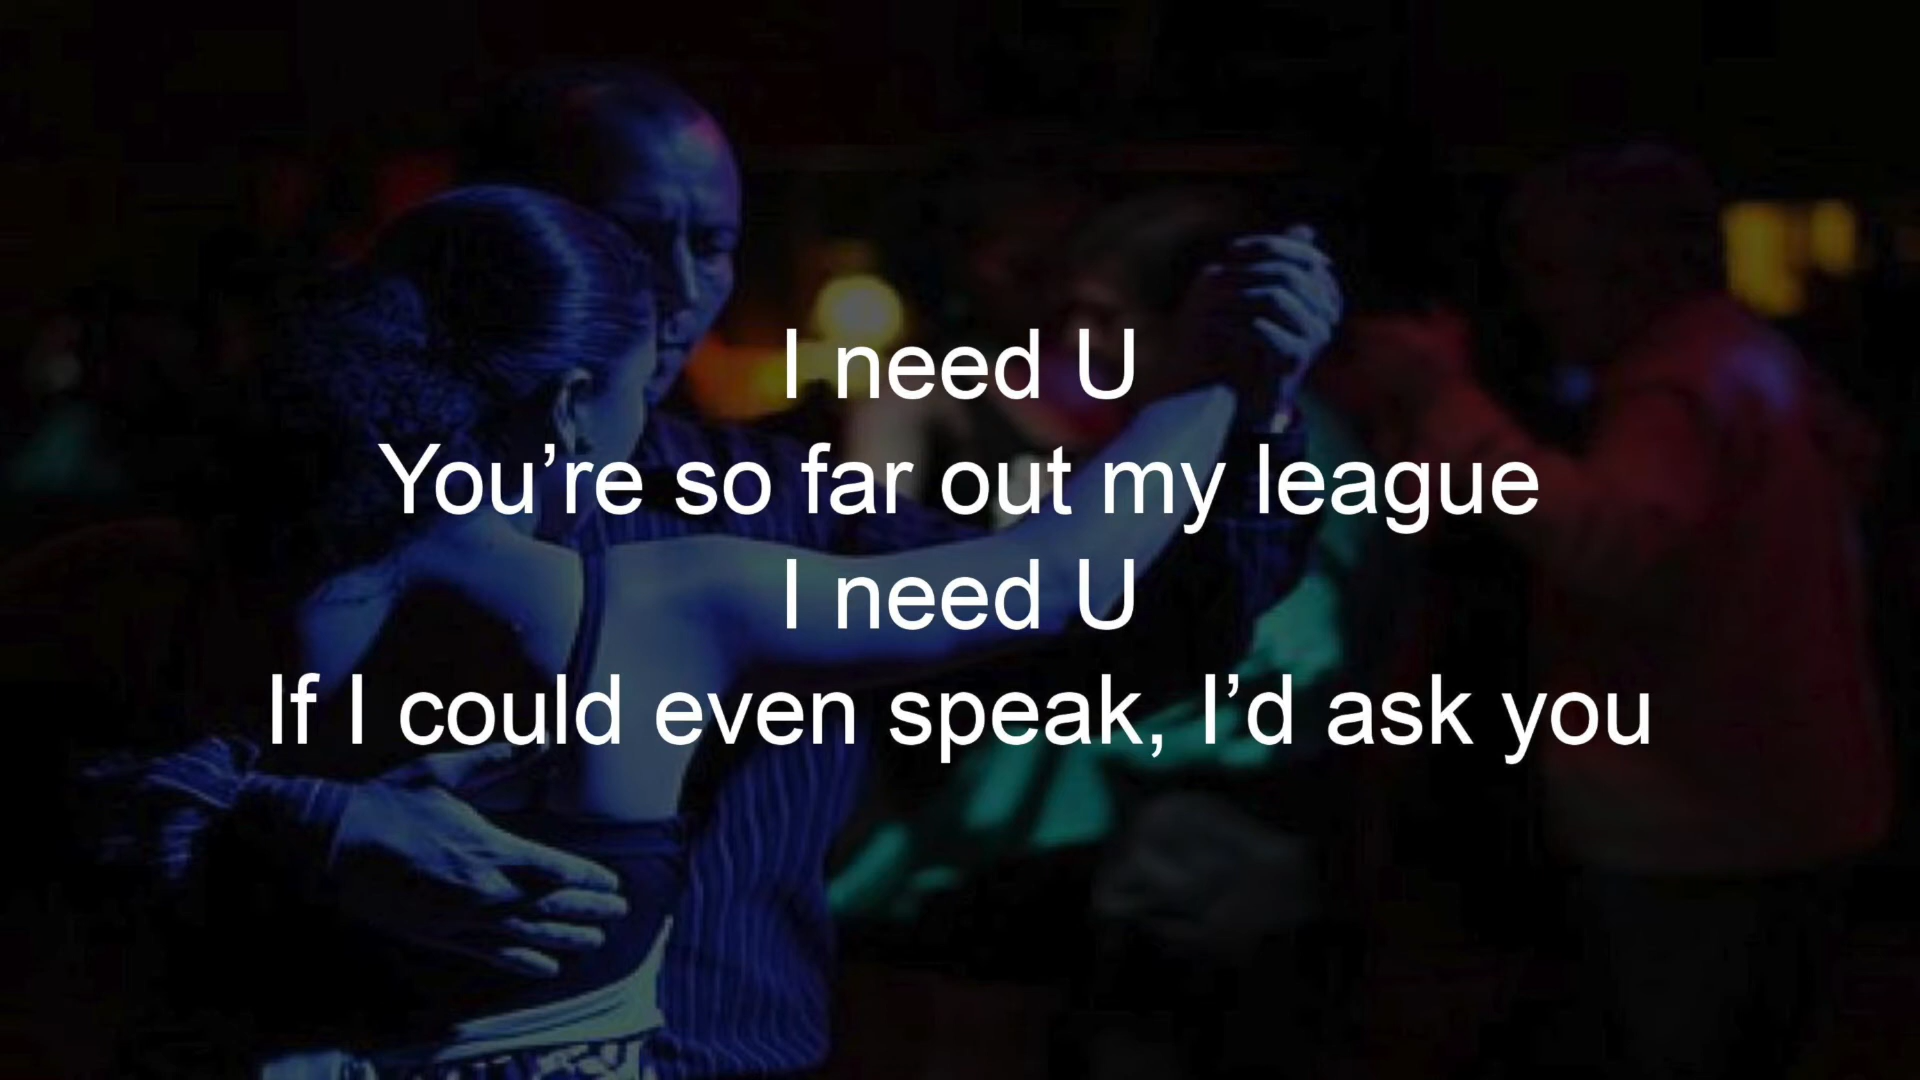 I need U
You’re so far out my league
I need U
If I could even speak, I’d ask you